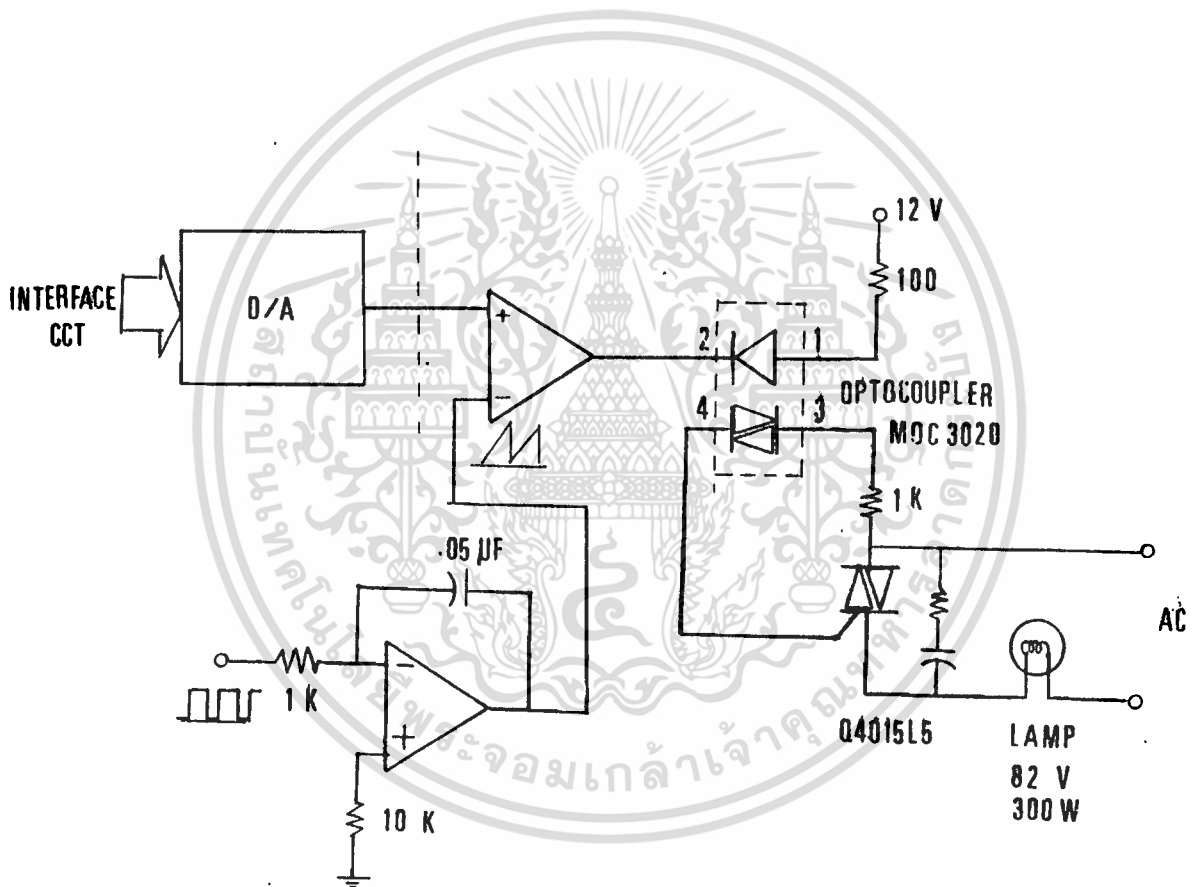 12 V
100
INTERFACE
CCT
D/A
+
−
2
1
OPTOCOUPLER
MOC 3020
4
3
1 K
.05 µF
AC
1 K
−
+
10 K
Q4015L5
LAMP
82 V
300 W